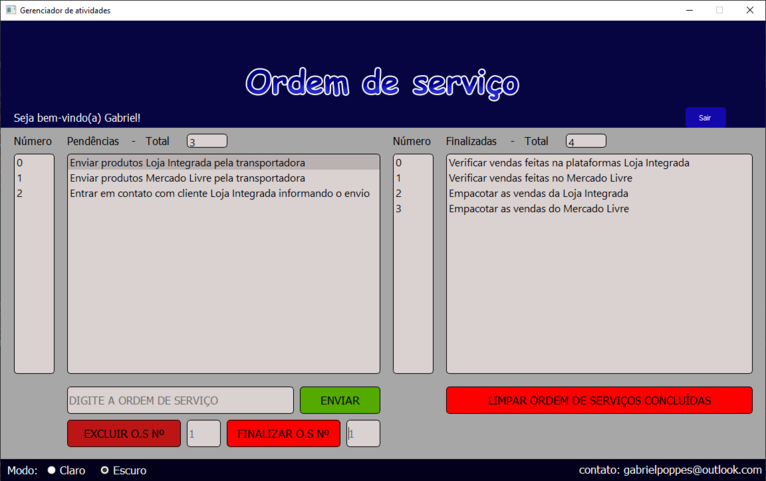 Gerenciador de atividades
Ordem de serviço
Seja bem-vindo(a) Gabriel!
Sair
Número Pendências - Total 3
0 Enviar produtos Loja Integrada pela transportadora
1 Enviar produtos Mercado Livre pela transportadora
2 Entrar em contato com cliente Loja Integrada informando o envio
Número Finalizadas - Total 4
0 Verificar vendas feitas na plataformas Loja Integrada
1 Verificar vendas feitas no Mercado Livre
2 Empacotar as vendas da Loja Integrada
3 Empacotar as vendas do Mercado Livre
DIGITE A ORDEM DE SERVIÇO ENVIAR
LIMPAR ORDEM DE SERVIÇOS CONCLUÍDAS
EXCLUIR O.S Nº 1 FINALIZAR O.S Nº 1
Modo: Claro Escuro
contato: gabrielpoppes@outlook.com